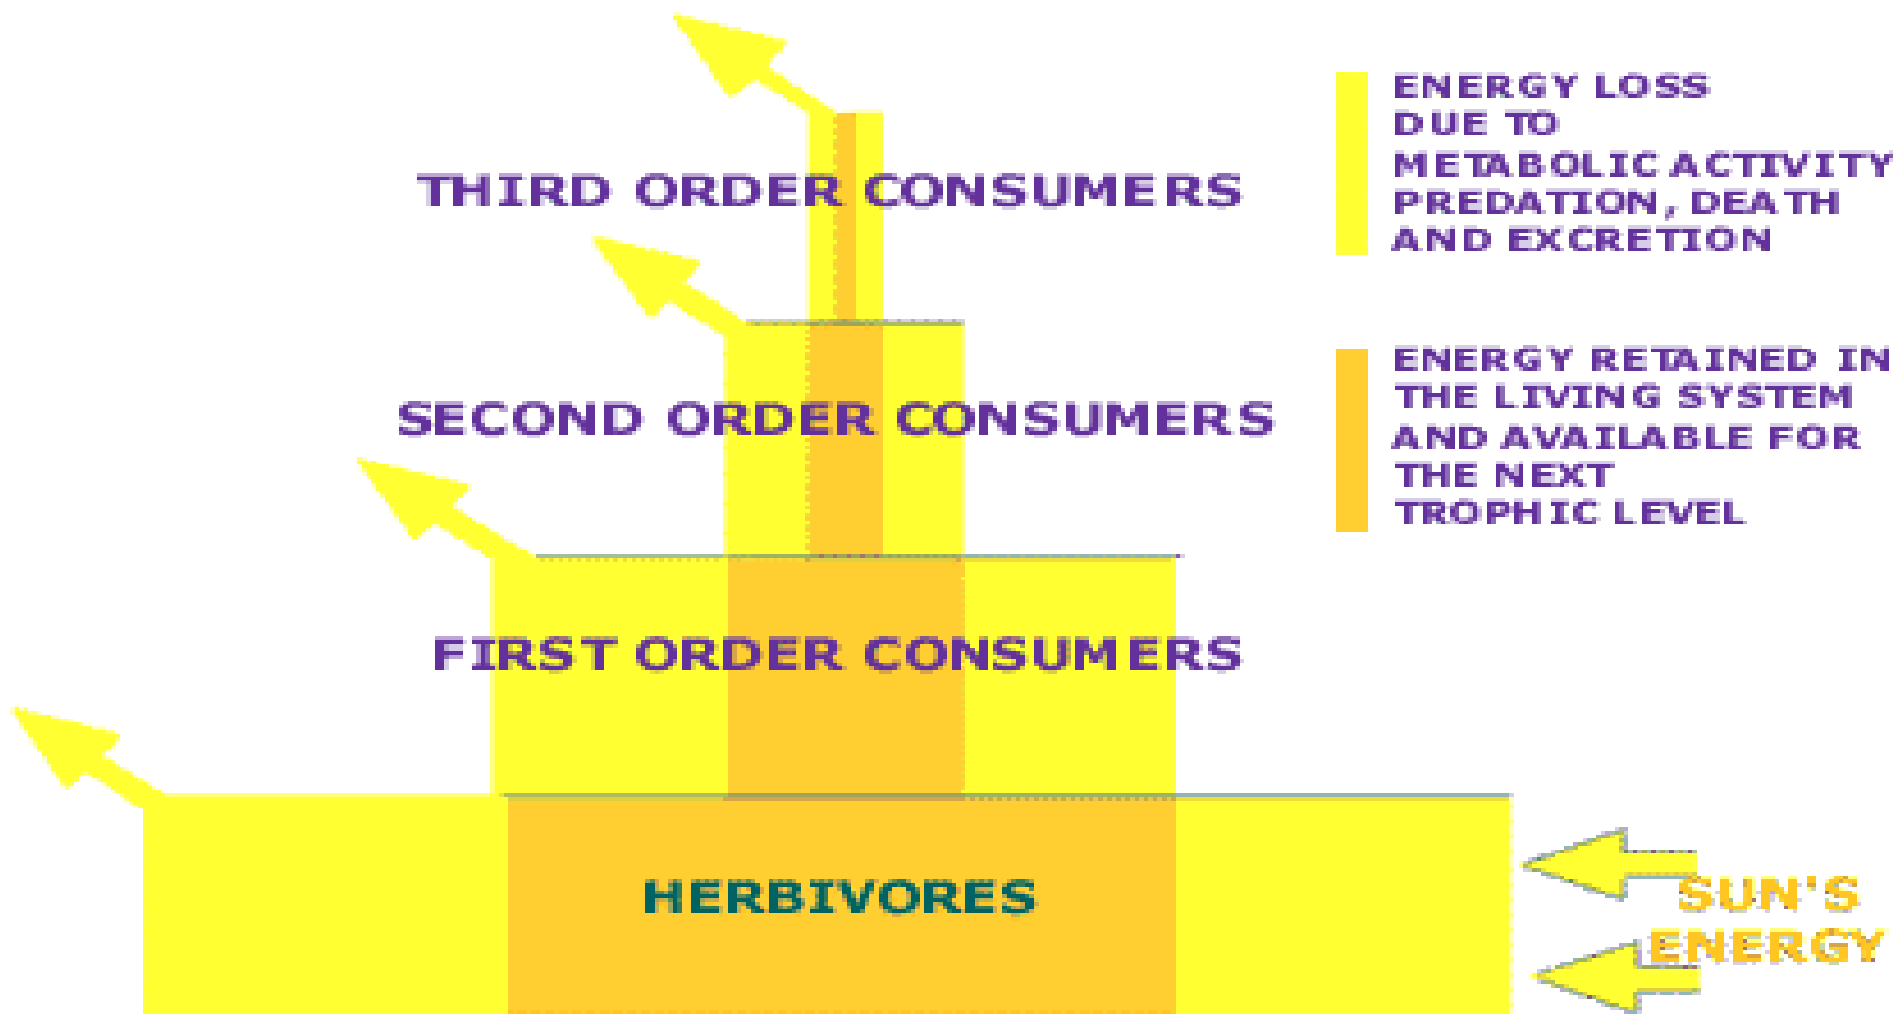 ENERGY LOSS
DUE TO
METABOLIC ACTIVITY
PREDATION, DEATH
AND EXCRETION
THIRD ORDER CONSUMERS
ENERGY RETAINED IN
THE LIVING SYSTEM
AND AVAILABLE FOR
THE NEXT
TROPHIC LEVEL
SECOND ORDER CONSUMERS
FIRST ORDER CONSUMERS
HERBIVORES
SUN'S
ENERGY